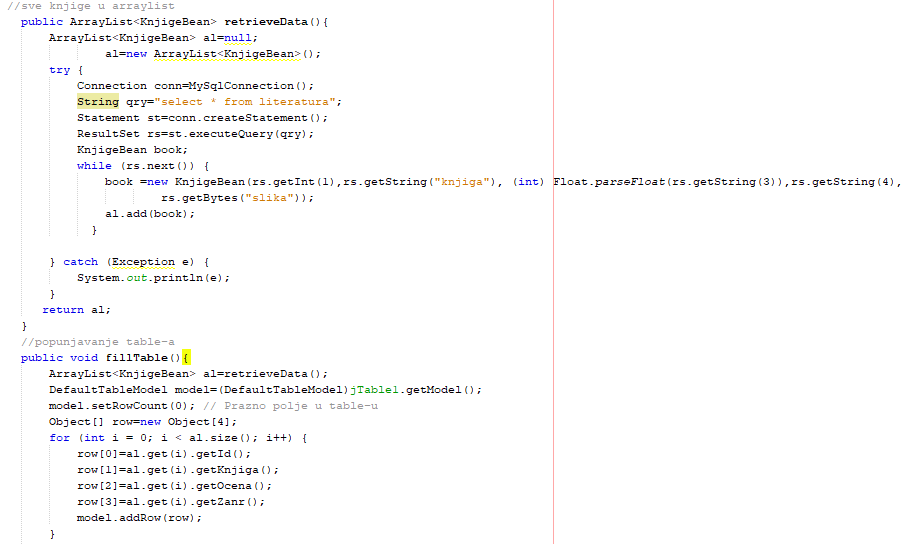 //sve knjige u arraylist
public ArrayList<KnjigeBean> retrieveData(){
ArrayList<KnjigeBean> al=null;
al=new ArrayList<KnjigeBean>();
try {
Connection conn=MySqlConnection();
String qry="select * from literatura";
Statement st=conn.createStatement();
ResultSet rs=st.executeQuery(qry);
KnjigeBean book;
while (rs.next()) {
book =new KnjigeBean(rs.getInt(1),rs.getString("knjiga"), (int) Float.parseFloat(rs.getString(3)),rs.getString(4),
rs.getBytes("slika"));
al.add(book);
}
} catch (Exception e) {
System.out.println(e);
}
return al;
}
//popunjavanje table-a
public void fillTable(){
ArrayList<KnjigeBean> al=retrieveData();
DefaultTableModel model=(DefaultTableModel)jTable1.getModel();
model.setRowCount(0); // Prazno polje u table-u
Object[] row=new Object[4];
for (int i = 0; i < al.size(); i++) {
row[0]=al.get(i).getId();
row[1]=al.get(i).getKnjiga();
row[2]=al.get(i).getOcena();
row[3]=al.get(i).getZanr();
model.addRow(row);
}